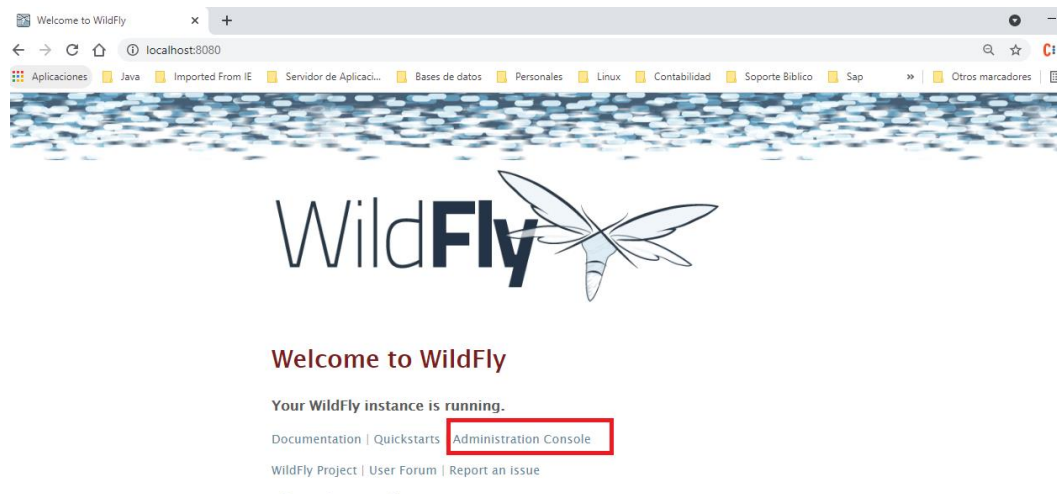 Welcome to WildFly
localhost:8080
Aplicaciones Java Imported From IE Servidor de Aplicaci... Bases de datos Personales Linux Contabilidad Soporte Biblico Sap » Otros marcadores
WildFly
Welcome to WildFly
Your WildFly instance is running.
Documentation | Quickstarts Administration Console
WildFly Project | User Forum | Report an issue